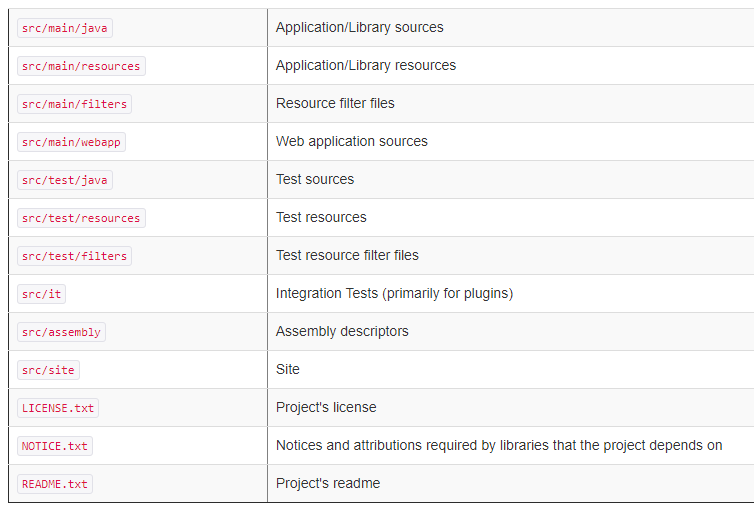 src/main/java Application/Library sources
src/main/resources Application/Library resources
src/main/filters Resource filter files
src/main/webapp Web application sources
src/test/java Test sources
src/test/resources Test resources
src/test/filters Test resource filter files
src/it Integration Tests (primarily for plugins)
src/assembly Assembly descriptors
src/site Site
LICENSE.txt Project's license
NOTICE.txt Notices and attributions required by libraries that the project depends on
README.txt Project's readme